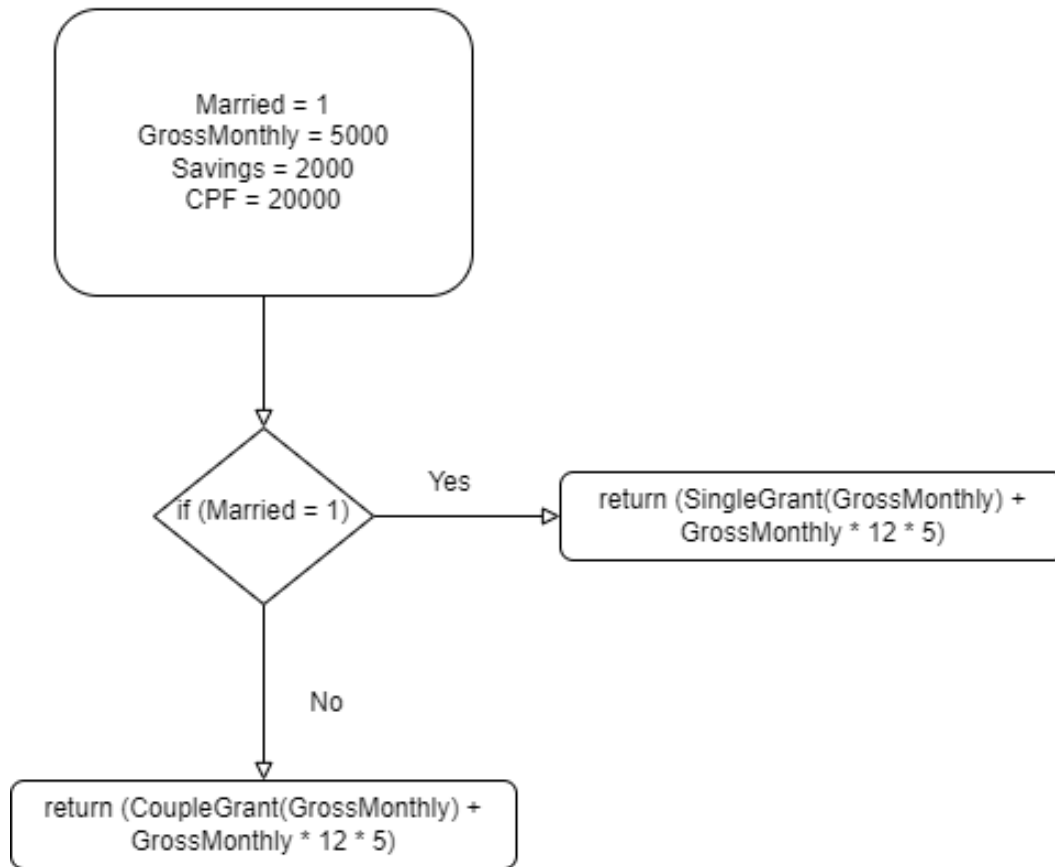 Married = 1
GrossMonthly = 5000
Savings = 2000
CPF = 20000
if (Married = 1)
Yes
return (SingleGrant(GrossMonthly) +
GrossMonthly * 12 * 5)
No
return (CoupleGrant(GrossMonthly) +
GrossMonthly * 12 * 5)